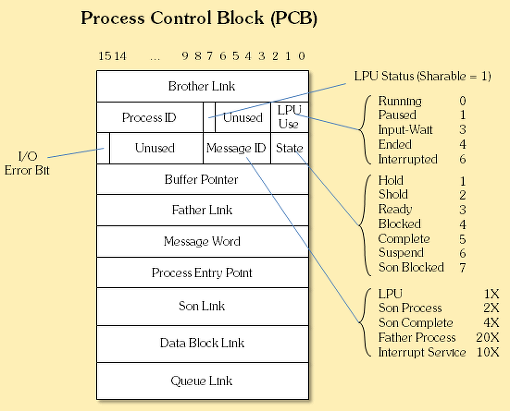 Process Control Block (PCB)
15 14 ... 9 8 7 6 5 4 3 2 1 0
LPU Status (Sharable = 1)
Brother Link
Process ID Unused LPU Use
I/O Error Bit
Unused Message ID State
Buffer Pointer
Father Link
Message Word
Process Entry Point
Son Link
Data Block Link
Queue Link
Running 0
Paused 1
Input-Wait 3
Ended 4
Interrupted 6
Hold 1
Shold 2
Ready 3
Blocked 4
Complete 5
Suspend 6
Son Blocked 7
LPU 1X
Son Process 2X
Son Complete 4X
Father Process 20X
Interrupt Service 10X